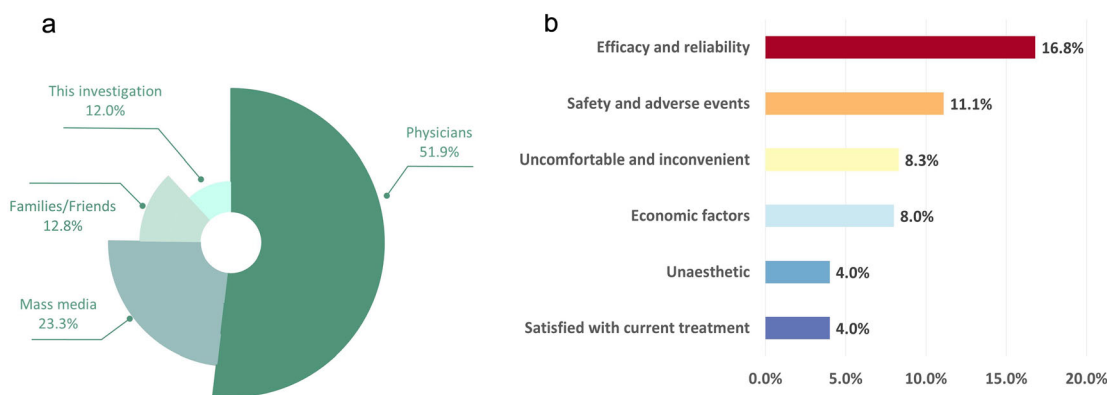 a
This investigation
12.0%
Physicians
51.9%
Families/Friends
12.8%
Mass media
23.3%
b
Efficacy and reliability
16.8%
Safety and adverse events
11.1%
Uncomfortable and inconvenient
8.3%
Economic factors
8.0%
Unaesthetic
4.0%
Satisfied with current treatment
4.0%
0.0% 5.0% 10.0% 15.0% 20.0%